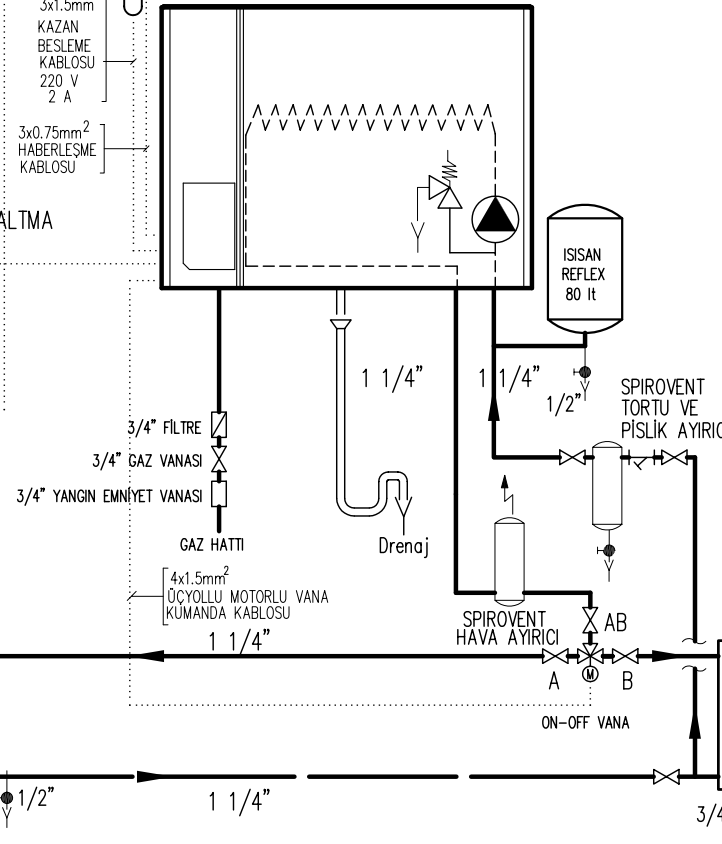 3x1.5mm
KAZAN
BESLEME
KABLOSU
220 V
2 A
3x0.75mm²
HABERLEŞME
KABLOSU
ALTMA
ISISAN
REFLEX
80 lt
1 1/4"
1 1/4"
1/2"
SPIROVENT
TORTU VE
PİSLİK AYIRIC
3/4" FİLTRE
3/4" GAZ VANASI
3/4" YANGIN EMNİYET VANASI
GAZ HATTI
Drenaj
4x1.5mm²
ÜÇYOLLU MOTORLU VANA
KUMANDA KABLOSU
SPIROVENT
HAVA AYIRICI
AB
1 1/4"
A
B
M
ON-OFF VANA
1/2"
1 1/4"
3/4